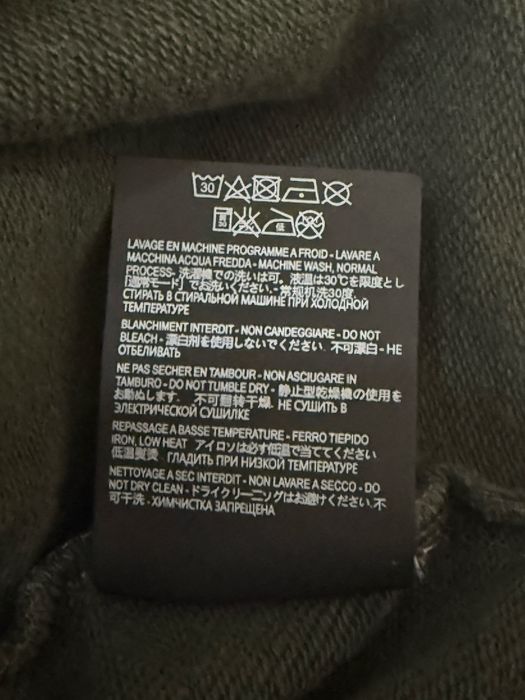 30
低
LAVAGE EN MACHINE PROGRAMME A FROID - LAVARE A
MACCHINA ACQUA FREDDA - MACHINE WASH, NORMAL
PROCESS- 洗濯機での洗いは可。液温は30℃を限度とし
「通常モード」でお洗いください。- 常规机洗30度.
СТИРАТЬ В СТИРАЛЬНОЙ МАШИНЕ ПРИ ХОЛОДНОЙ
ТЕМПЕРАТУРЕ
BLANCHIMENT INTERDIT - NON CANDEGGIARE - DO NOT
BLEACH - 漂白剤を使用しないでください. 不可漂白 - НЕ
ОТБЕЛИВАТЬ
NE PAS SECHER EN TAMBOUR - NON ASCIUGARE iN
TAMBURO - DO NOT TUMBLE DRY - 静止型乾燥機の使用を
お勧めします. 不可翻转干燥. НЕ СУШИТЬ В
ЭЛЕКТРИЧЕСКОЙ СУШИЛКЕ
REPASSAGE A BASSE TEMPERATURE - FERRO TIEPIDO
IRON, LOW HEAT アイロンは必ず低温で当ててください
低温熨烫 ГЛАДИТЬ ПРИ НИЗКОЙ ТЕМПЕРАТУРЕ
NETTOYAGE A SEC INTERDIT - NON LAVARE A SECCO - DO
NOT DRY CLEAN - ドライクリーニングはお避けください.不
可干洗 - ХИМЧИСТКА ЗАПРЕЩЕНА